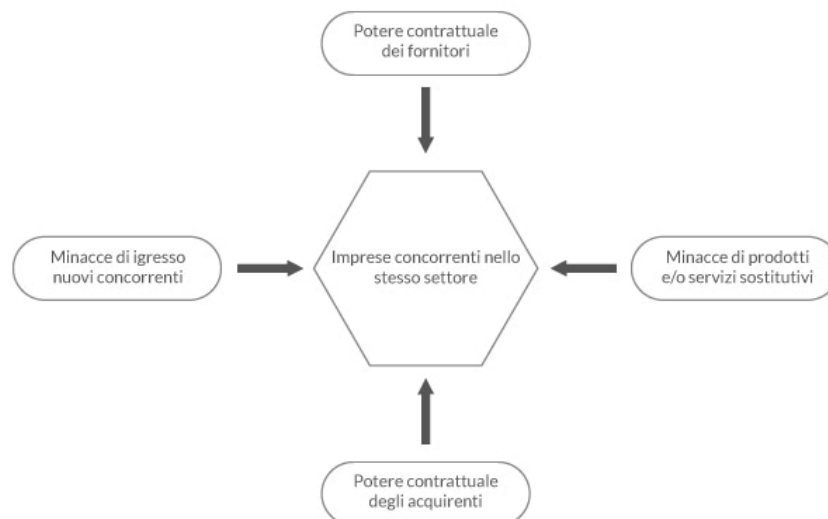 Potere contrattuale
dei fornitori
Minacce di igresso
nuovi concorrenti
Imprese concorrenti nello
stesso settore
Minacce di prodotti
e/o servizi sostitutivi
Potere contrattuale
degli acquirenti